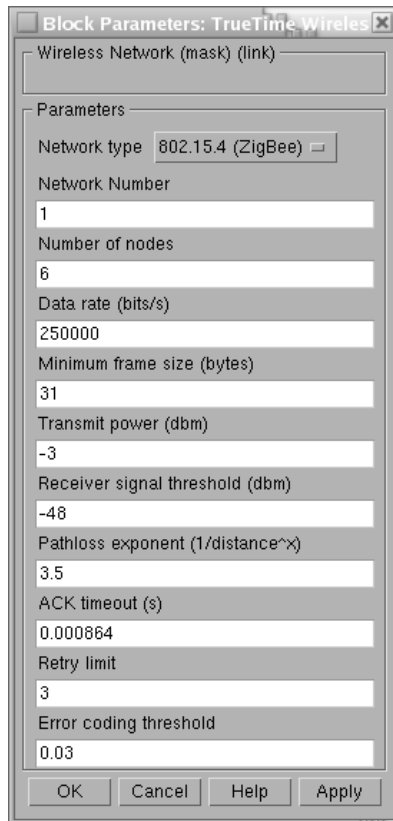 Block Parameters: TrueTime Wireles
Wireless Network (mask) (link)
Parameters
Network type 802.15.4 (ZigBee)
Network Number
1
Number of nodes
6
Data rate (bits/s)
250000
Minimum frame size (bytes)
31
Transmit power (dbm)
-3
Receiver signal threshold (dbm)
-48
Pathloss exponent (1/distance^x)
3.5
ACK timeout (s)
0.000864
Retry limit
3
Error coding threshold
0.03
OK Cancel Help Apply